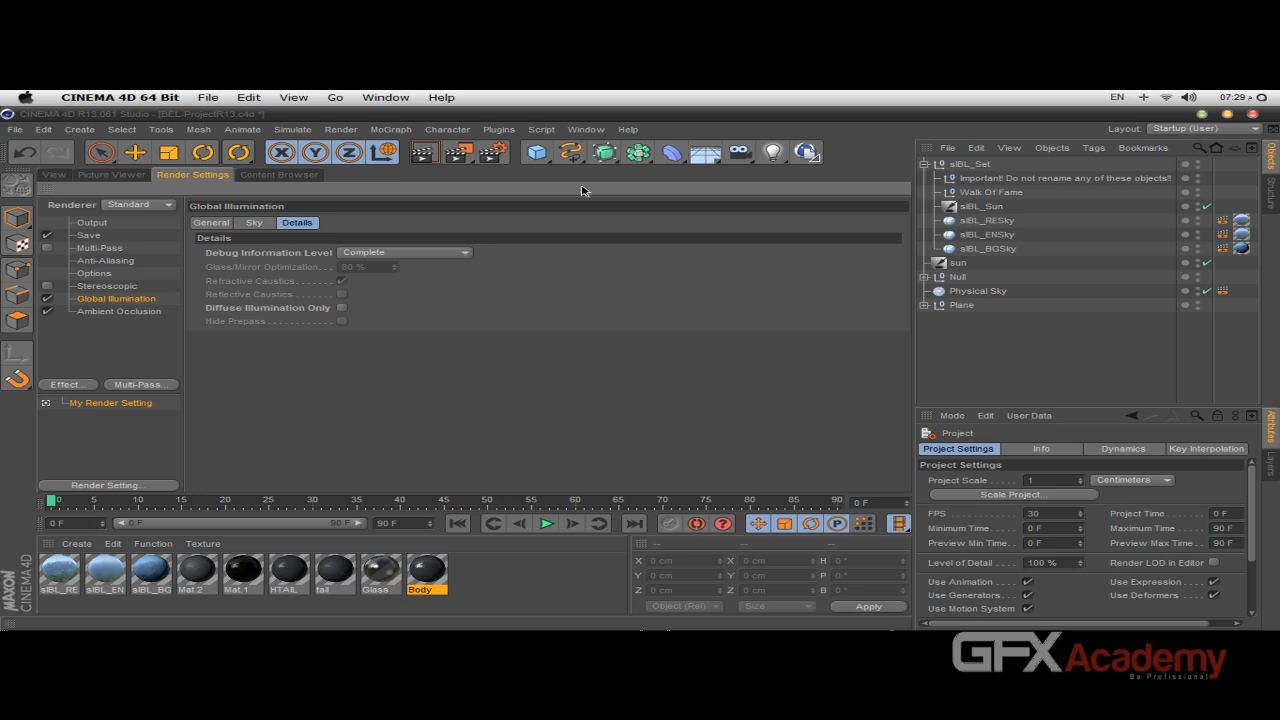 CINEMA 4D 64 Bit File Edit View Go Window Help EN 07:29 م
CINEMA 4D R13.061 Studio - [BEL-ProjectR13.c4d *]
File Edit Create Select Tools Mesh Animate Simulate Render MoGraph Character Plugins Script Window Help Layout: Startup (User)
X Y Z
File Edit View Objects Tags Bookmarks
View Picture Viewer Render Settings Content Browser
Renderer Standard
Output
Save
Multi-Pass
Anti-Aliasing
Options
Stereoscopic
Global Illumination
Ambient Occlusion
Effect... Multi-Pass...
My Render Setting
Render Setting...
Global Illumination
General Sky Details
Details
Debug Information Level Complete
Glass/Mirror Optimization... 80 %
Refractive Caustics
Reflective Caustics
Diffuse Illumination Only
Hide Prepass
sIBL_Set
Important! Do not rename any of these objects!!
Walk Of Fame
sIBL_Sun
sIBL_RESky
sIBL_ENSky
sIBL_BGSky
sun
Null
Physical Sky
Plane
Objects
Structure
Attributes
Layers
Mode Edit User Data
Project
Project Settings Info Dynamics Key Interpolation
Project Settings
Project Scale 1 Centimeters
Scale Project...
FPS 30 Project Time 0 F
Minimum Time 0 F Maximum Time 90 F
Preview Min Time 0 F Preview Max Time 90 F
Level of Detail 100 % Render LOD in Editor
Use Animation Use Expression
Use Generators Use Deformers
Use Motion System
0 5 10 15 20 25 30 35 40 45 50 55 60 65 70 75 80 85 90 0 F
0 F 0 F 90 F 90 F
Create Edit Function Texture
sIBL_RE sIBL_EN sIBL_BG Mat.2 Mat.1 HTAIL tail Glass Body
-- -- --
X 0 cm X 0 cm H 0 °
Y 0 cm Y 0 cm P 0 °
Z 0 cm Z 0 cm B 0 °
Object (Rel) Size Apply
MAXON CINEMA4D
GFXAcademy
Be Profissional